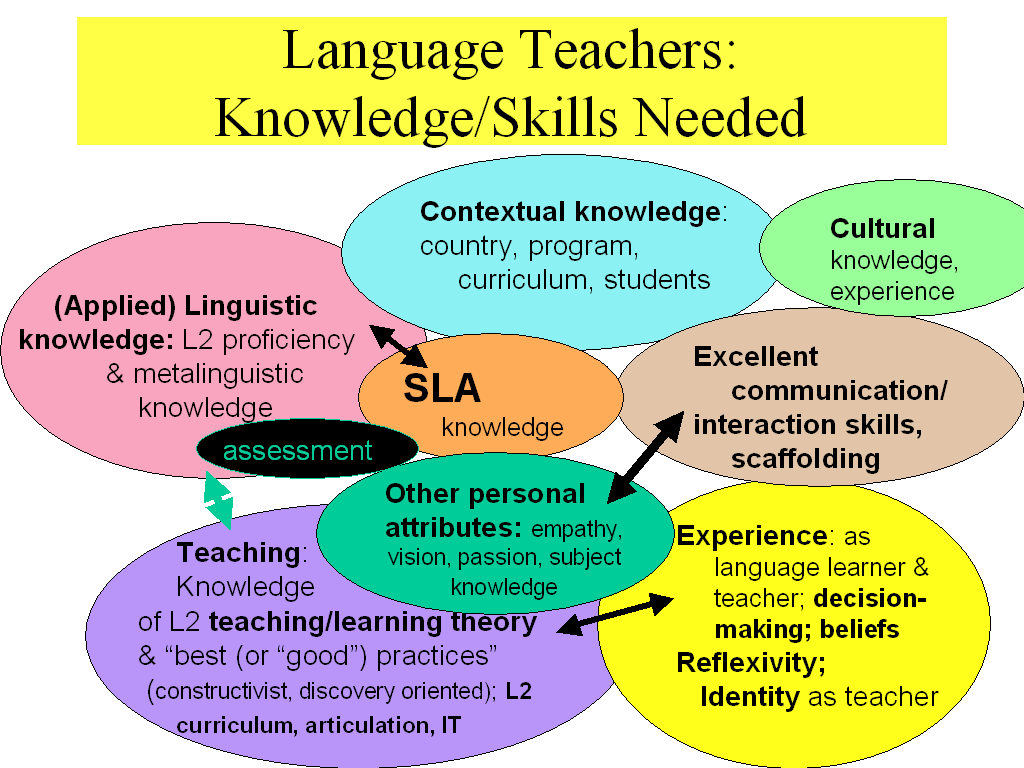 Language Teachers:
Knowledge/Skills Needed
Contextual knowledge:
country, program,
curriculum, students
Cultural
knowledge,
experience
(Applied) Linguistic
knowledge: L2 proficiency
& metalinguistic
knowledge
SLA
knowledge
Excellent
communication/
interaction skills,
scaffolding
assessment
Other personal
attributes: empathy,
vision, passion, subject
knowledge
Teaching:
Knowledge
of L2 teaching/learning theory
& “best (or “good”) practices”
(constructivist, discovery oriented); L2
curriculum, articulation, IT
Experience: as
language learner &
teacher; decision-
making; beliefs
Reflexivity;
Identity as teacher